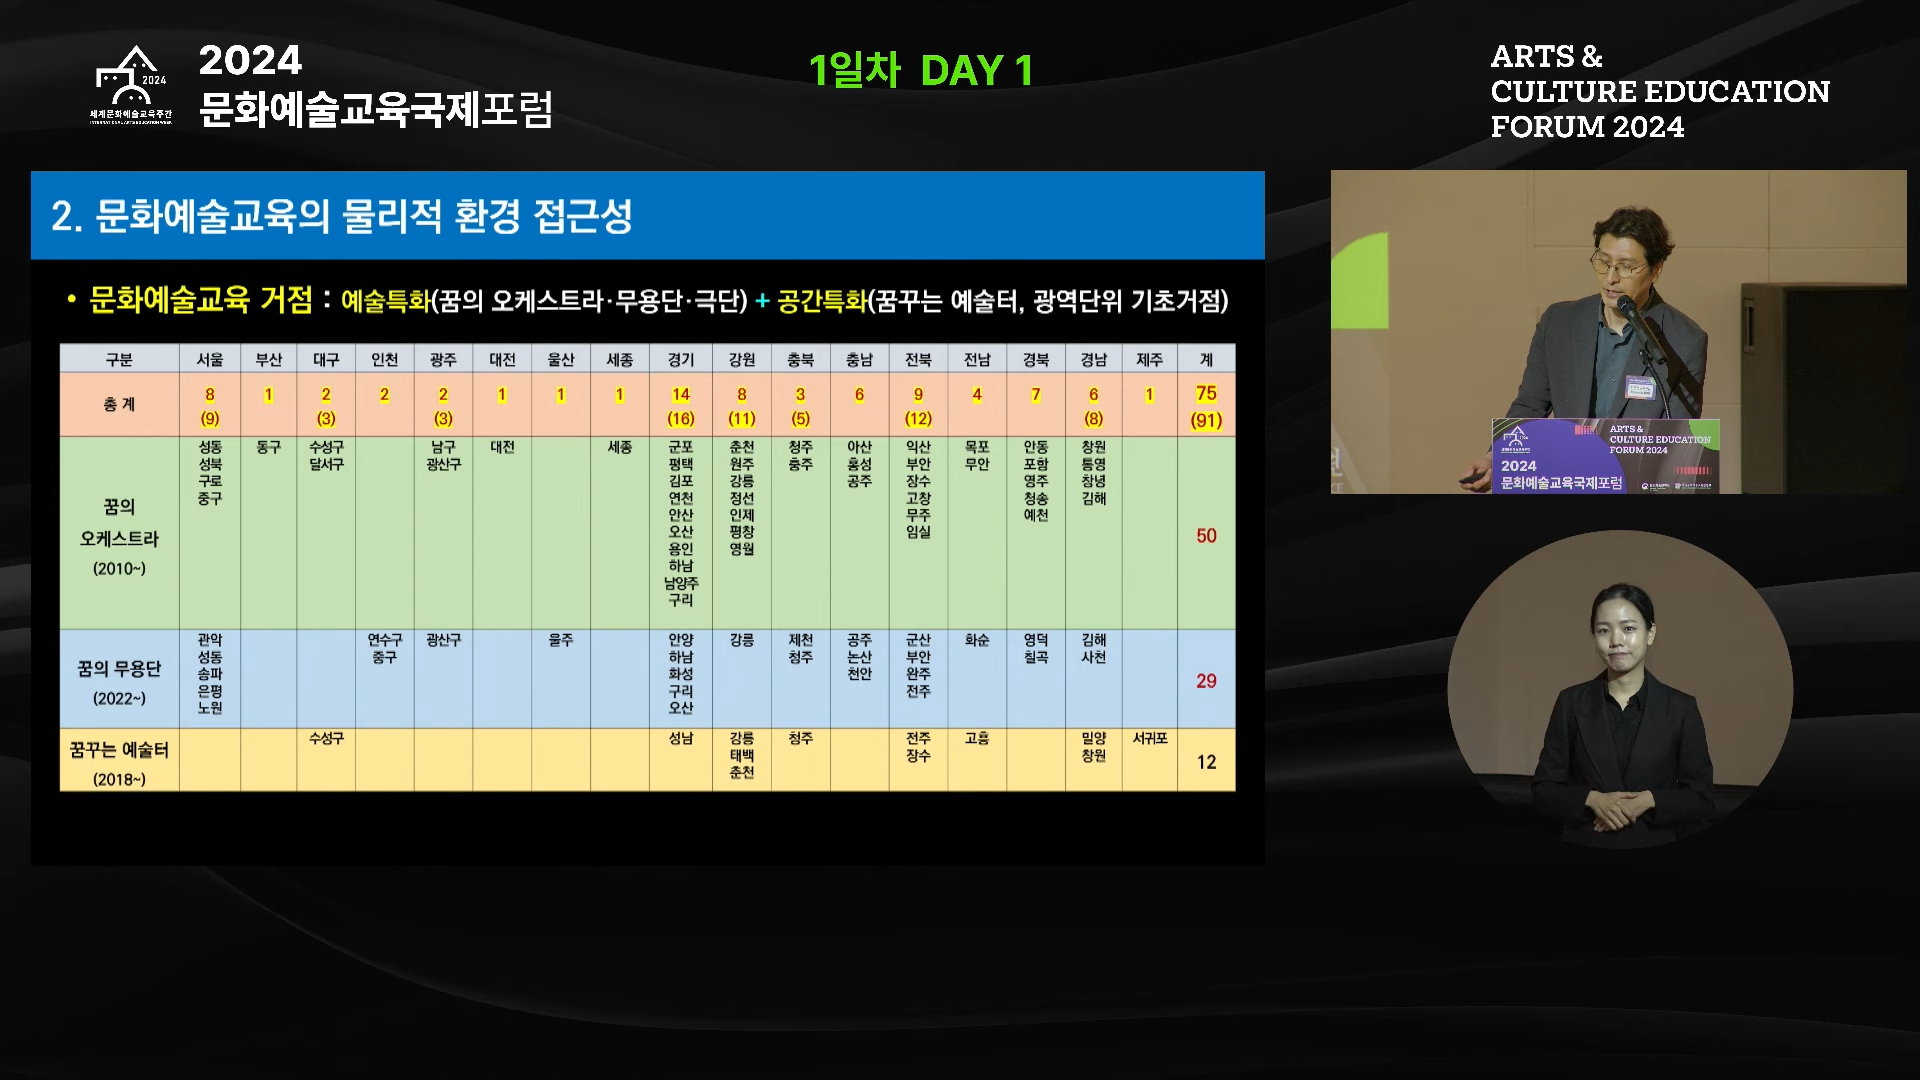 2024
세계문화예술교육주간
INTERNATIONAL ARTS EDUCATION WEEK
2024
문화예술교육국제포럼
1일차 DAY 1
ARTS &
CULTURE EDUCATION
FORUM 2024
2. 문화예술교육의 물리적 환경 접근성
• 문화예술교육 거점 : 예술특화(꿈의 오케스트라·무용단·극단) + 공간특화(꿈꾸는 예술터, 광역단위 기초거점)
구분 서울 부산 대구 인천 광주 대전 울산 세종 경기 강원 충북 충남 전북 전남 경북 경남 제주 계
총 계 8 (9) 1 2 (3) 2 2 (3) 1 1 1 14 (16) 8 (11) 3 (5) 6 9 (12) 4 7 6 (8) 1 75 (91)
꿈의 오케스트라 (2010~) 성동 성북 구로 중구 동구 수성구 달서구 남구 광산구 대전 세종 군포 평택 김포 연천 안산 오산 용인 하남 남양주 구리 춘천 원주 강릉 정선 인제 평창 영월 청주 충주 아산 홍성 공주 익산 부안 장수 고창 무주 임실 목포 무안 안동 포항 영주 청송 예천 창원 통영 창녕 김해 50
꿈의 무용단 (2022~) 관악 성동 송파 은평 노원 연수구 중구 광산구 울주 안양 하남 화성 구리 오산 강릉 제천 청주 공주 논산 천안 군산 부안 완주 전주 화순 영덕 칠곡 김해 사천 29
꿈꾸는 예술터 (2018~) 수성구 성남 강릉 태백 춘천 청주 전주 장수 고흥 밀양 창원 서귀포 12
ARTS &
CULTURE EDUCATION
FORUM 2024
2024
문화예술교육국제포럼